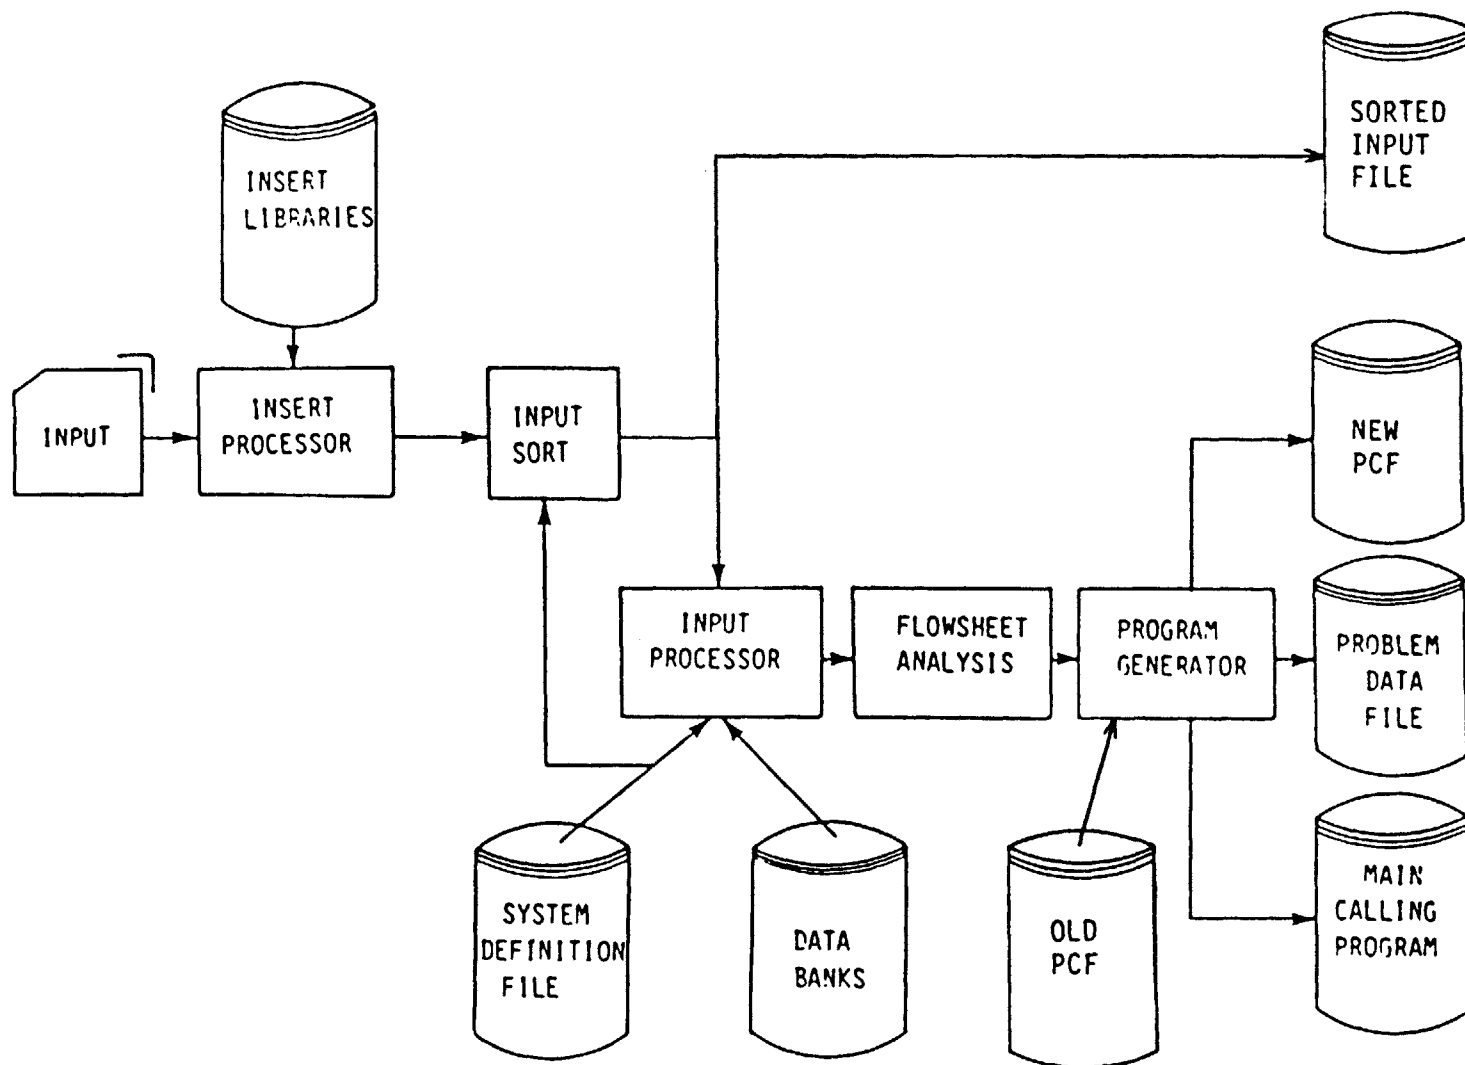 SORTED
INPUT
FILE
INSERT
LIBRARIES
INPUT
INSERT
PROCESSOR
INPUT
SORT
NEW
PCF
INPUT
PROCESSOR
FLOWSHEET
ANALYSIS
PROGRAM
GENERATOR
PROBLEM
DATA
FILE
SYSTEM
DEFINITION
FILE
DATA
BANKS
OLD
PCF
MAIN
CALLING
PROGRAM